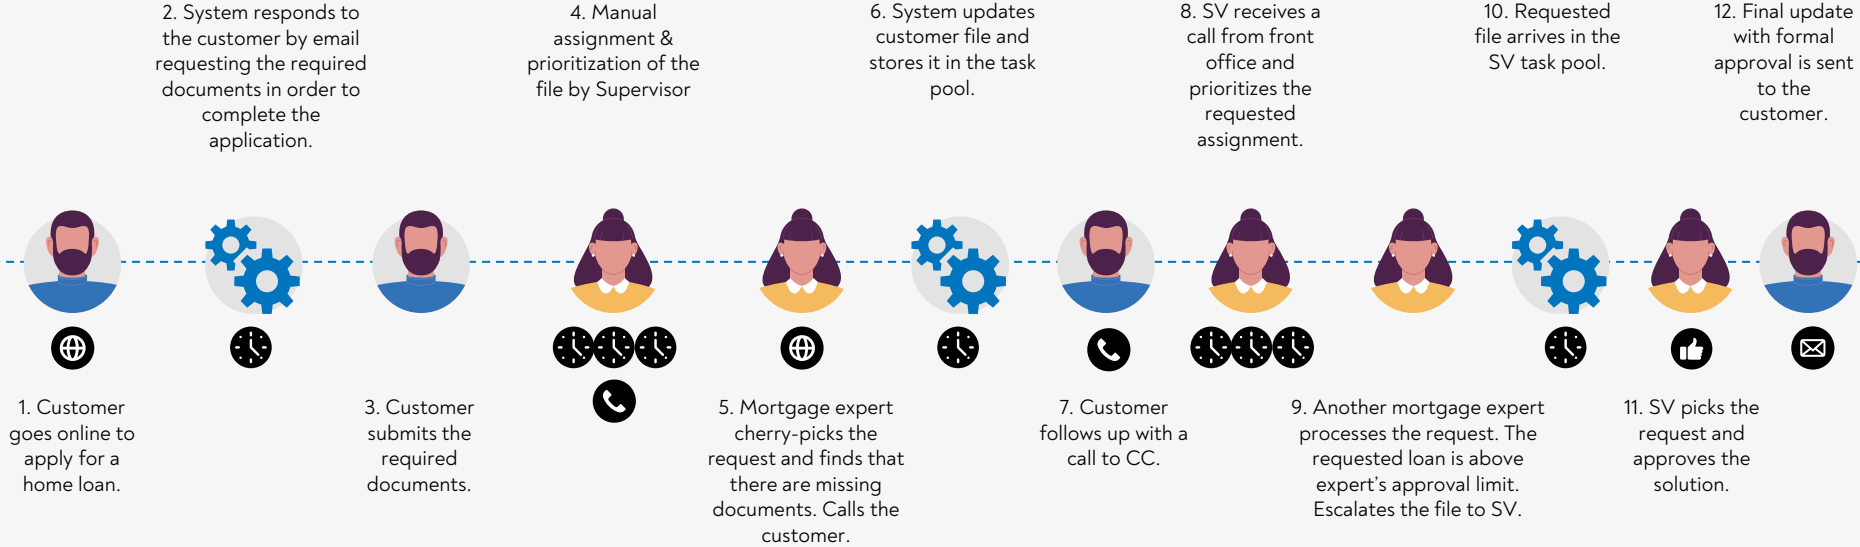 1. Customer
goes online to
apply for a
home loan.
2. System responds to
the customer by email
requesting the required
documents in order to
complete the
application.
3. Customer
submits the
required
documents.
4. Manual
assignment &
prioritization of the
file by Supervisor
5. Mortgage expert
cherry-picks the
request and finds that
there are missing
documents. Calls the
customer.
6. System updates
customer file and
stores it in the task
pool.
7. Customer
follows up with a
call to CC.
8. SV receives a
call from front
office and
prioritizes the
requested
assignment.
9. Another mortgage expert
processes the request. The
requested loan is above
expert's approval limit.
Escalates the file to SV.
10. Requested
file arrives in the
SV task pool.
11. SV picks the
request and
approves the
solution.
12. Final update
with formal
approval is sent
to the
customer.